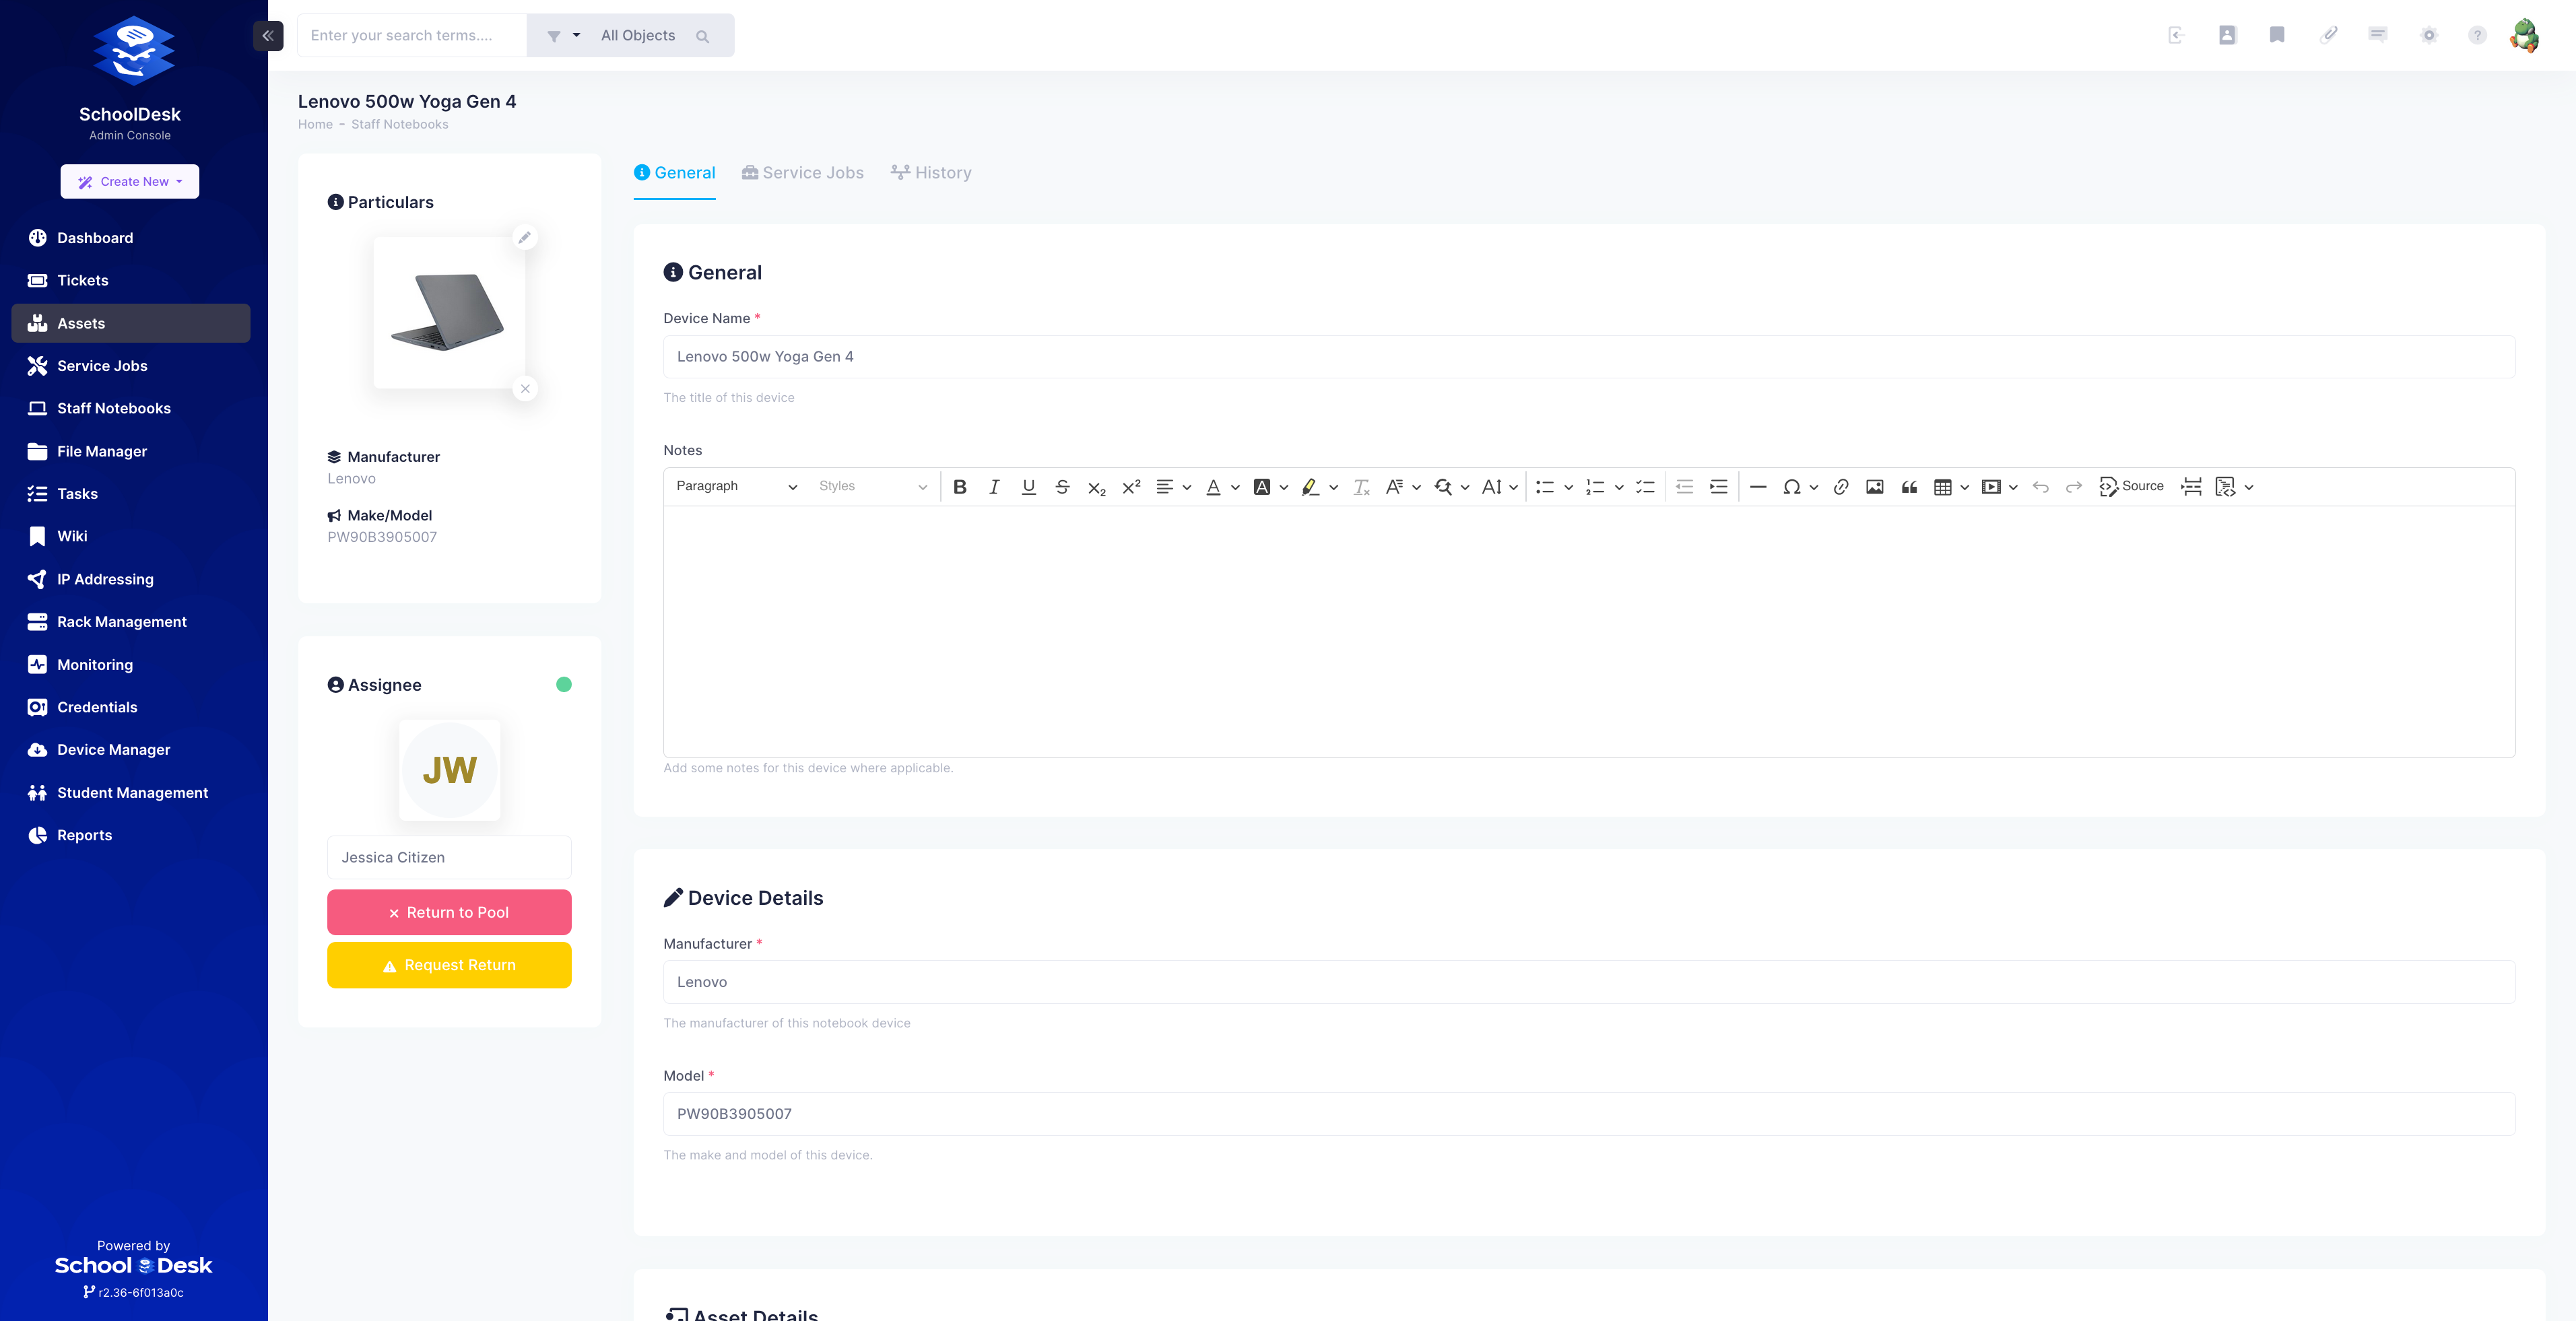 SchoolDesk
Admin Console
Create New
Dashboard
Tickets
Assets
Service Jobs
Staff Notebooks
File Manager
Tasks
Wiki
IP Addressing
Rack Management
Monitoring
Credentials
Device Manager
Student Management
Reports
Powered by
School Desk
r2.36-6f013a0c
Enter your search terms....
All Objects
Lenovo 500w Yoga Gen 4
Home - Staff Notebooks
Particulars
Manufacturer
Lenovo
Make/Model
PW90B3905007
Assignee
JW
Jessica Citizen
Return to Pool
Request Return
General
Service Jobs
History
General
Device Name *
Lenovo 500w Yoga Gen 4
The title of this device
Notes
Paragraph
Styles
Source
Add some notes for this device where applicable.
Device Details
Manufacturer *
Lenovo
The manufacturer of this notebook device
Model *
PW90B3905007
The make and model of this device.
Asset Details